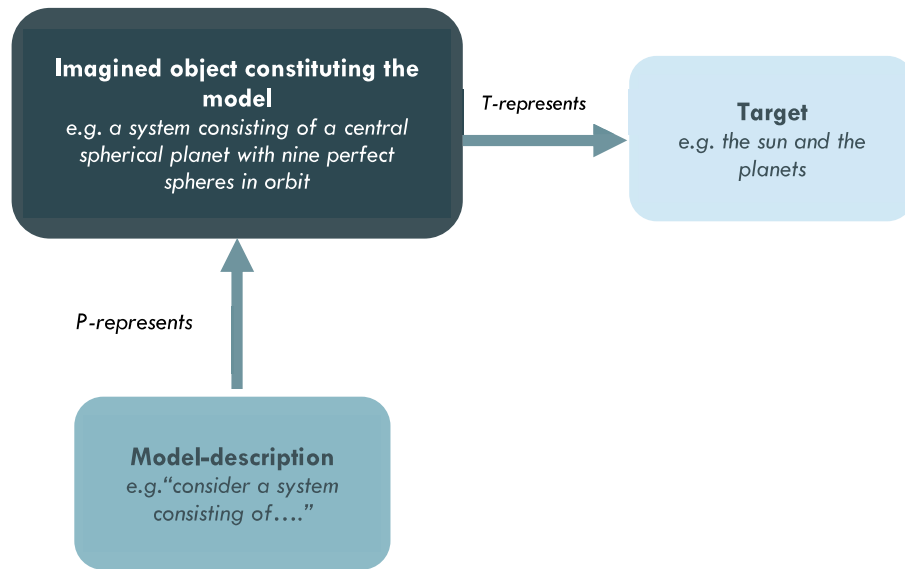 Imagined object constituting the
model
e.g. a system consisting of a central
spherical planet with nine perfect
spheres in orbit
T-represents
Target
e.g. the sun and the
planets
P-represents
Model-description
e.g.“consider a system
consisting of....”